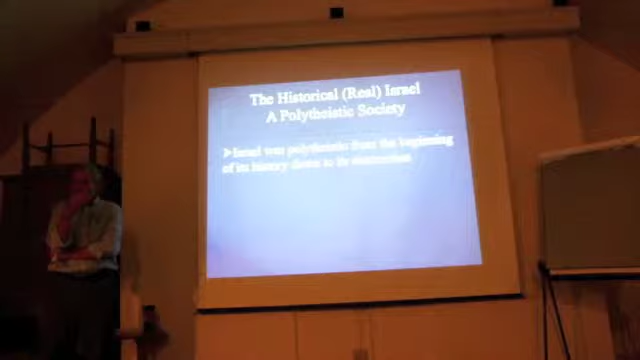 The Historical (Real) Israel
A Polytheistic Society
➤Israel was polytheistic from the beginning
of its history down to its destruction